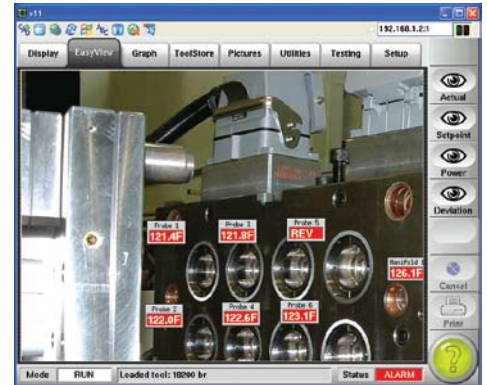 v11
192.168.1.2:1
Display EasyView Graph ToolStore Pictures Utilities Testing Setup
Actual
Setpoint
Power
Deviation
Probe 1
121.4F
Probe 3
121.8F
Probe 5
REV
Manifold
126.1F
Probe 2
122.0F
Probe 4
122.6F
Probe 6
123.1F
Cancel
Print
Mode RUN Loaded tool: 10200 br Status ALARM